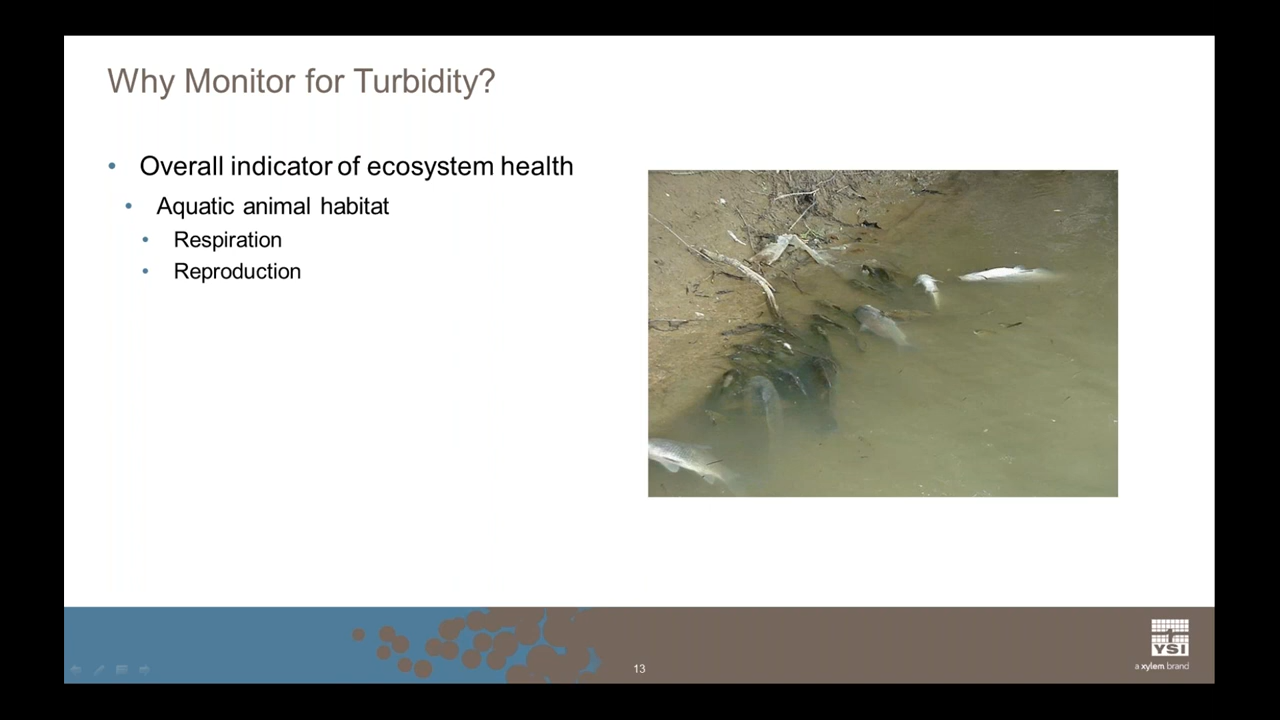 Why Monitor for Turbidity?
Overall indicator of ecosystem health
Aquatic animal habitat
Respiration
Reproduction
13
YSI
a xylem brand